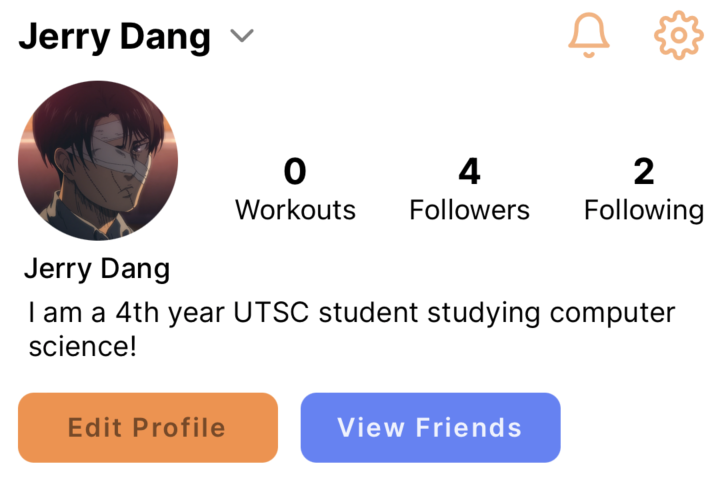 Jerry Dang
0 4 2
Workouts Followers Following
Jerry Dang
I am a 4th year UTSC student studying computer
science!
Edit Profile View Friends